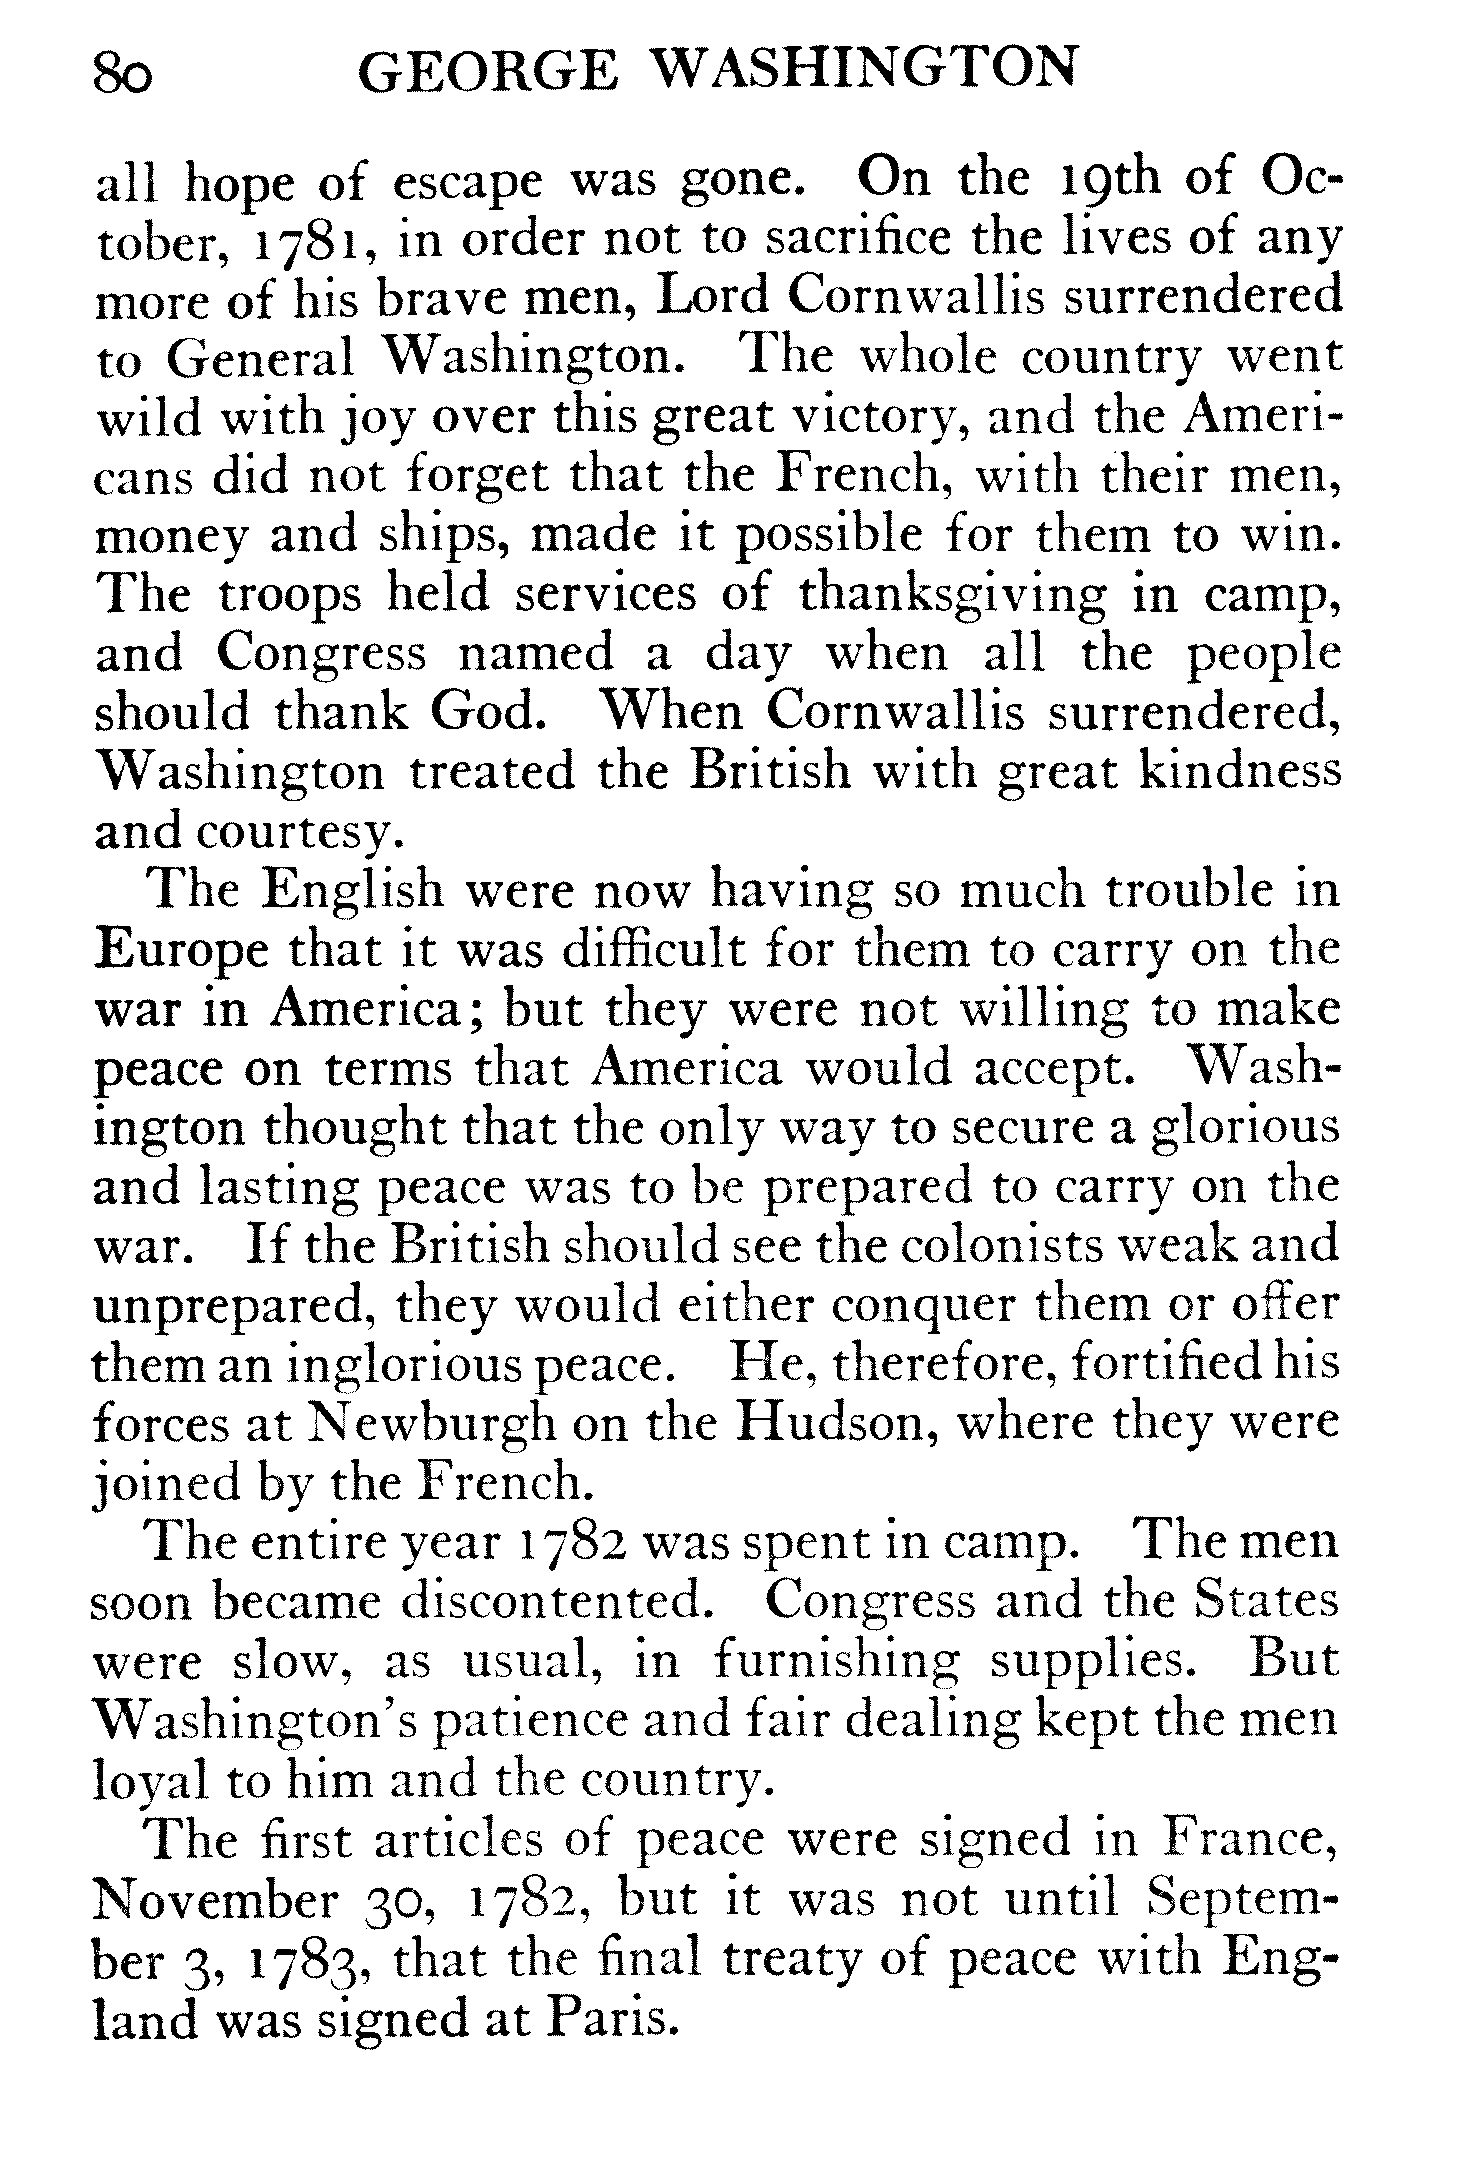 80 GEORGE WASHINGTON
all hope of escape was gone. On the 19th of Oc-
tober, 1781, in order not to sacrifice the lives of any
more of his brave men, Lord Cornwallis surrendered
to General Washington. The whole country went
wild with joy over this great victory, and the Ameri-
cans did not forget that the French, with their men,
money and ships, made it possible for them to win.
The troops held services of thanksgiving in camp,
and Congress named a day when all the people
should thank God. When Cornwallis surrendered,
Washington treated the British with great kindness
and courtesy.
The English were now having so much trouble in
Europe that it was difficult for them to carry on the
war in America; but they were not willing to make
peace on terms that America would accept. Wash-
ington thought that the only way to secure a glorious
and lasting peace was to be prepared to carry on the
war. If the British should see the colonists weak and
unprepared, they would either conquer them or offer
them an inglorious peace. He, therefore, fortified his
forces at Newburgh on the Hudson, where they were
joined by the French.
The entire year 1782 was spent in camp. The men
soon became discontented. Congress and the States
were slow, as usual, in furnishing supplies. But
Washington's patience and fair dealing kept the men
loyal to him and the country.
The first articles of peace were signed in France,
November 30, 1782, but it was not until Septem-
ber 3, 1783, that the final treaty of peace with Eng-
land was signed at Paris.